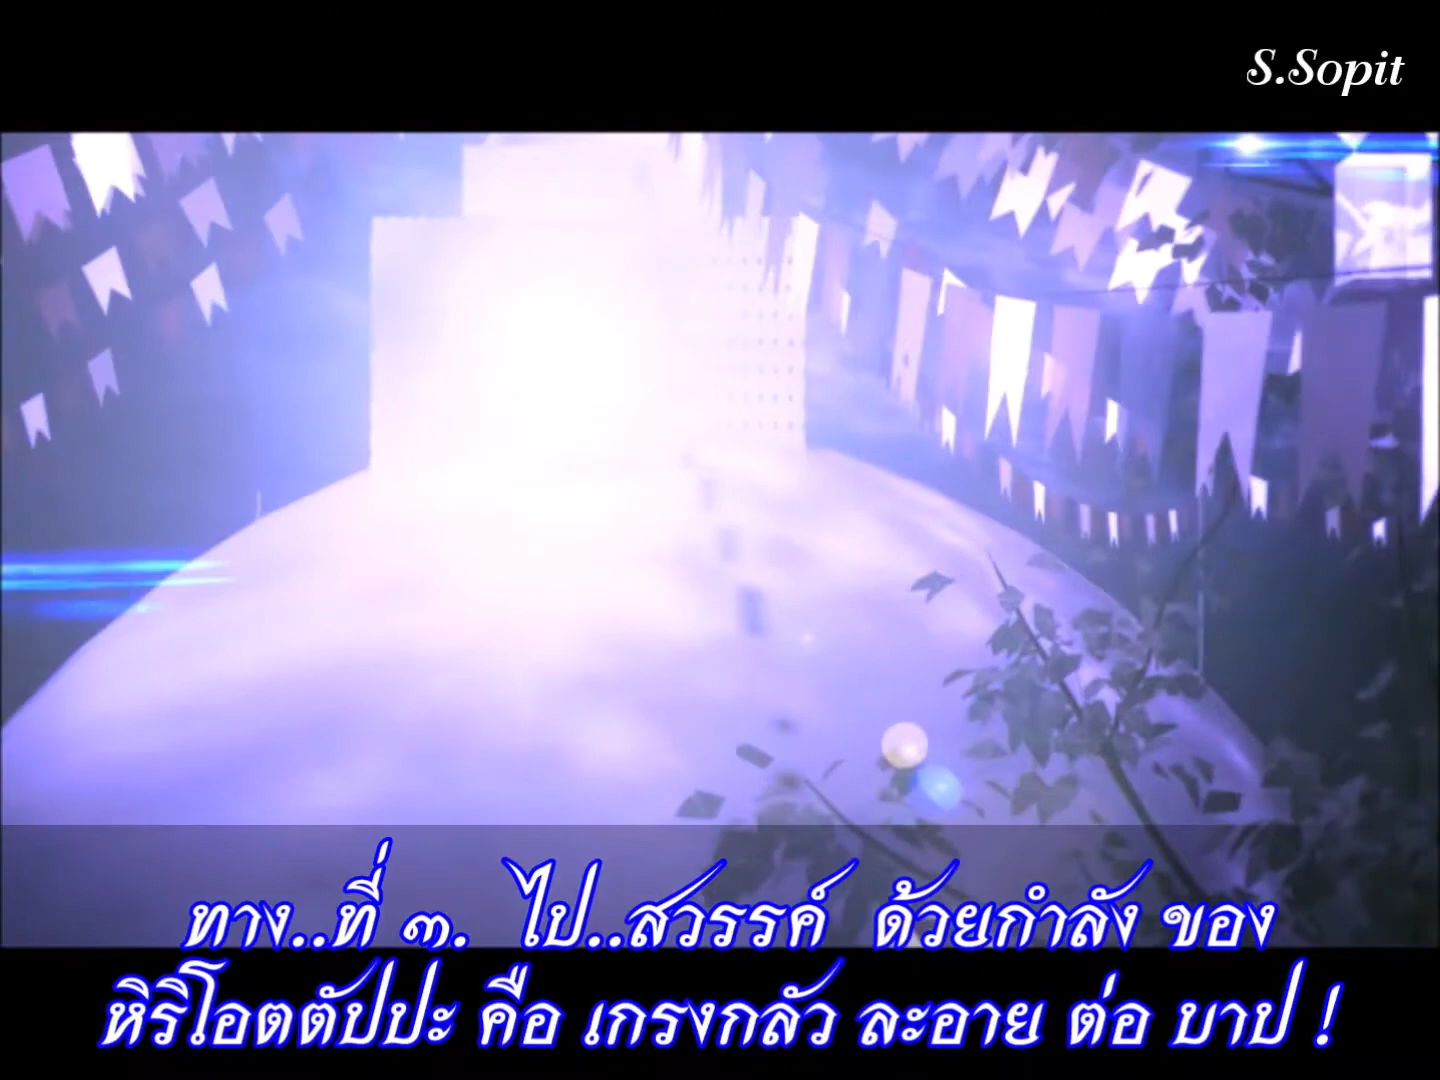 S.Sopit
ทาง..ที่ ๓. ไป..สวรรค์ ด้วยกำลัง ของ
หิริโอตตัปปะ คือ เกรงกลัว ละอาย ต่อ บาป !